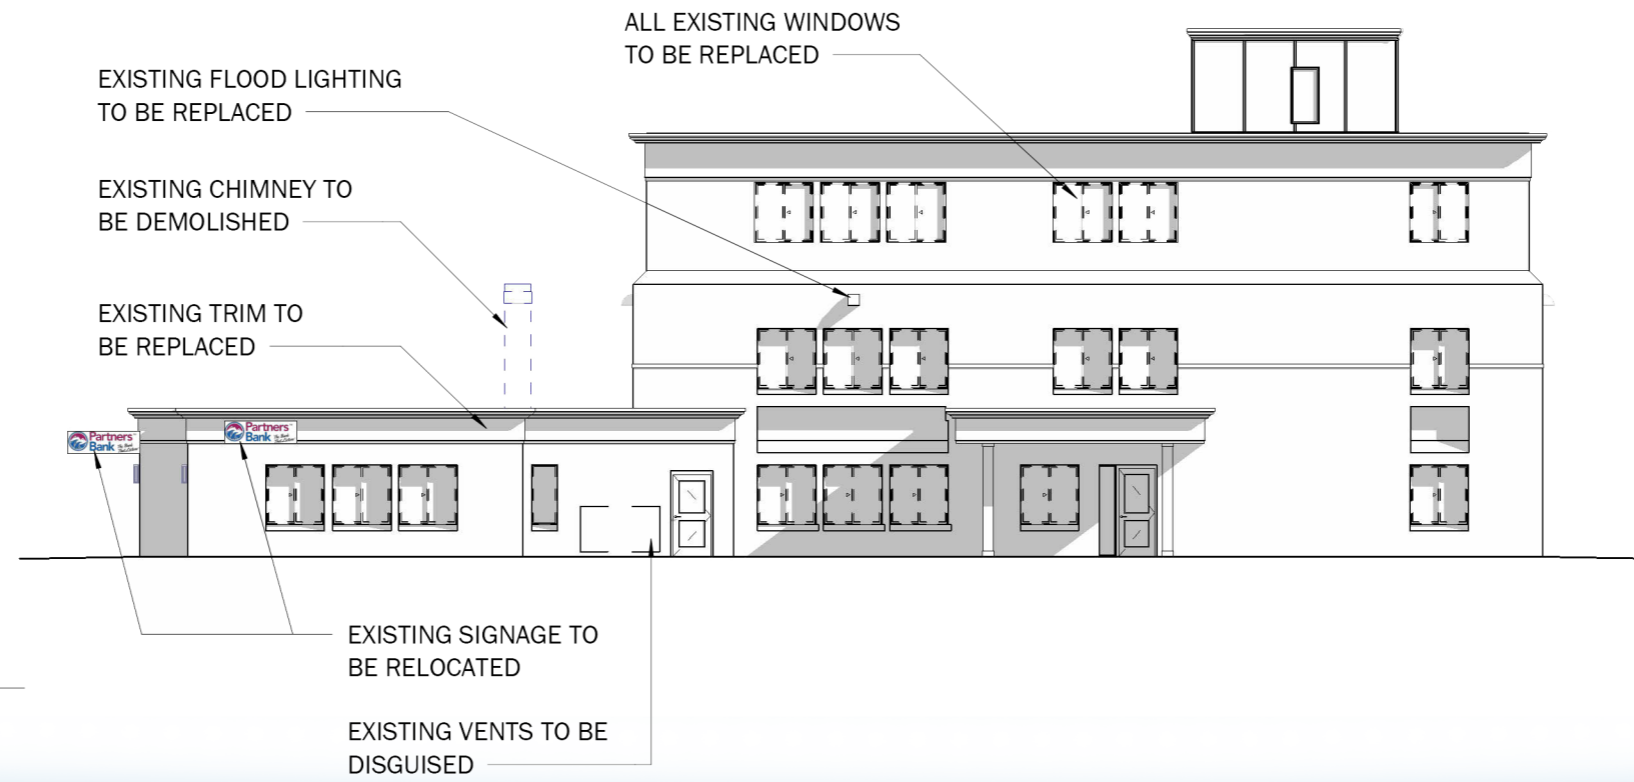 ALL EXISTING WINDOWS
TO BE REPLACED
EXISTING FLOOD LIGHTING
TO BE REPLACED
EXISTING CHIMNEY TO
BE DEMOLISHED
EXISTING TRIM TO
BE REPLACED
Partners
Bank
Partners
Bank
EXISTING SIGNAGE TO
BE RELOCATED
EXISTING VENTS TO BE
DISGUISED